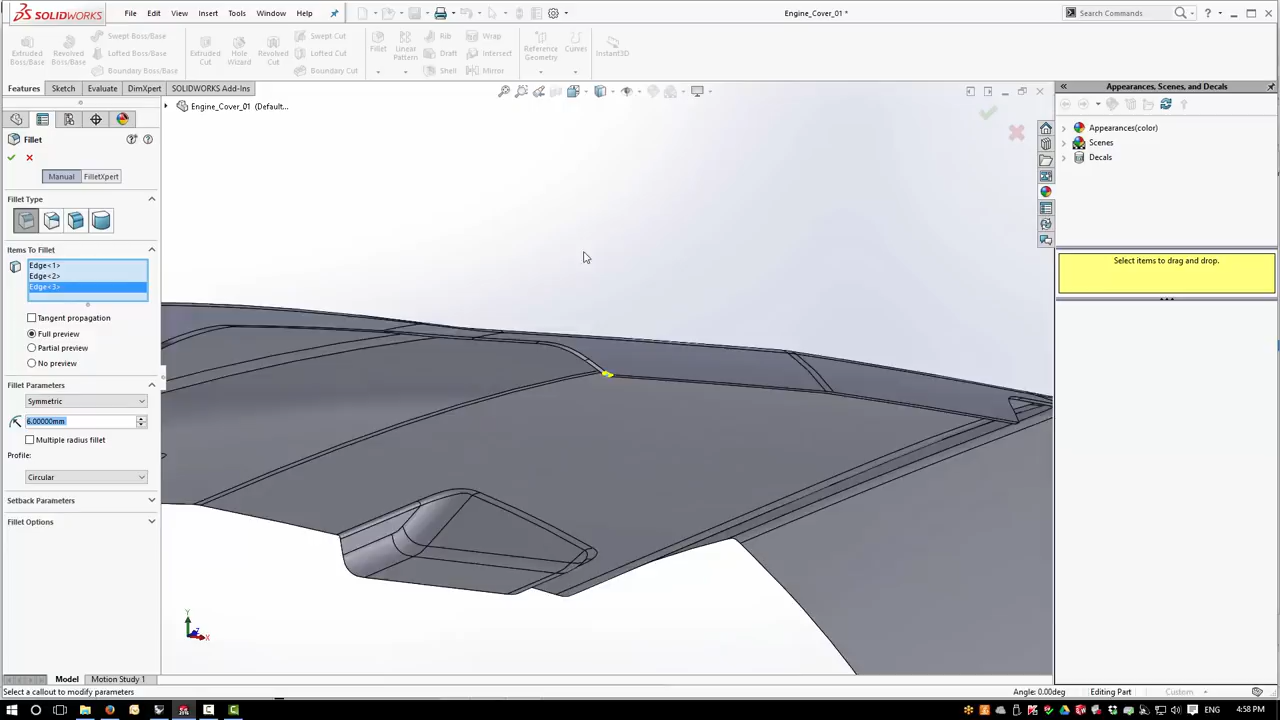 SOLIDWORKS
File
Edit
View
Insert
Tools
Window
Help
Engine_Cover_01 *
Search Commands
Extruded Boss/Base
Revolved Boss/Base
Swept Boss/Base
Lofted Boss/Base
Boundary Boss/Base
Extruded Cut
Hole Wizard
Revolved Cut
Swept Cut
Lofted Cut
Boundary Cut
Fillet
Linear Pattern
Rib
Draft
Shell
Wrap
Intersect
Mirror
Reference Geometry
Curves
Instant3D
Features
Sketch
Evaluate
DimXpert
SOLIDWORKS Add-Ins
Engine_Cover_01 (Default...
Fillet
Manual
FilletXpert
Fillet Type
Items To Fillet
Edge<1>
Edge<2>
Edge<3>
Tangent propagation
Full preview
Partial preview
No preview
Fillet Parameters
Symmetric
6.00000mm
Multiple radius fillet
Profile:
Circular
Setback Parameters
Fillet Options
Appearances, Scenes, and Decals
Appearances(color)
Scenes
Decals
Select items to drag and drop.
Y
X
Z
Model
Motion Study 1
Select a callout to modify parameters
Angle: 0.00deg
Editing Part
Custom
ENG
4:58 PM